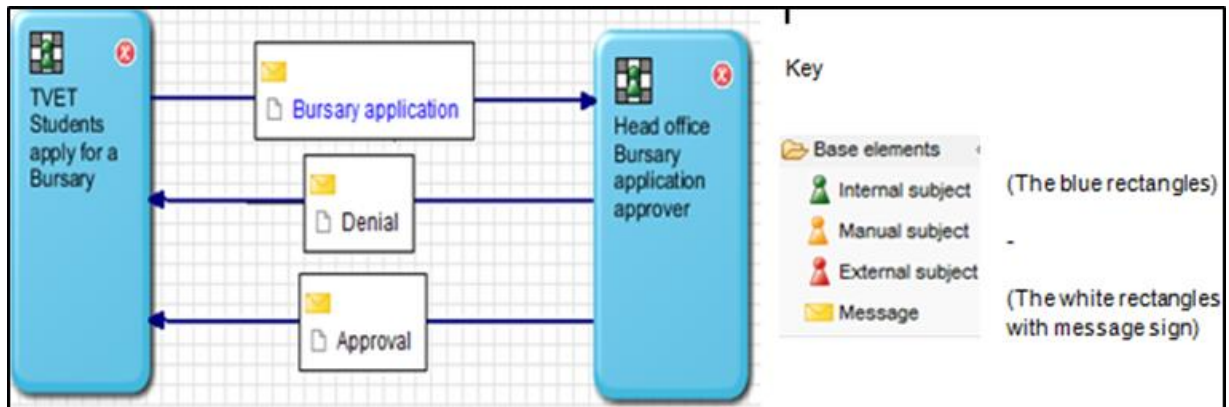 TVET
Students
apply for a
Bursary
Bursary application
Denial
Approval
Head office
Bursary
application
approver
Key
Base elements
Internal subject
(The blue rectangles)
Manual subject
-
External subject
Message
(The white rectangles
with message sign)